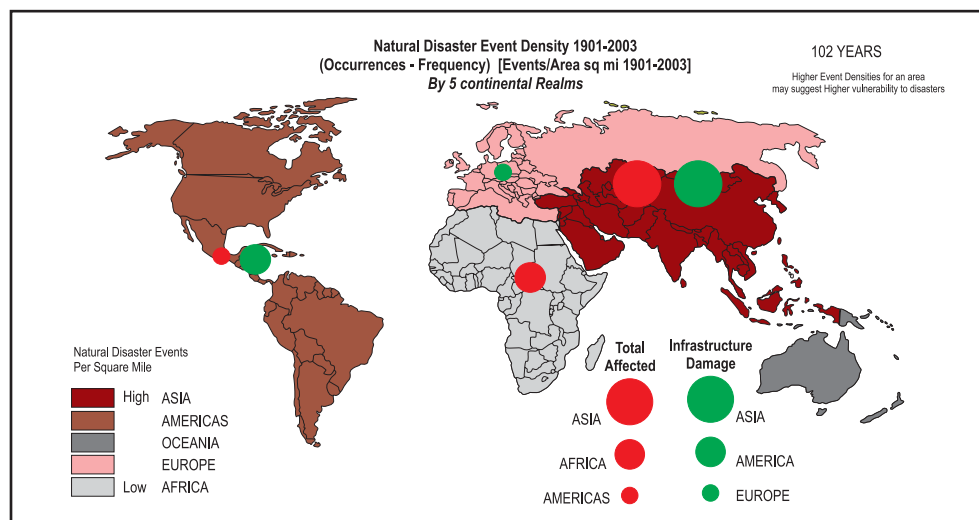 Natural Disaster Event Density 1901-2003
(Occurrences - Frequency) [Events/Area sq mi 1901-2003]
By 5 continental Realms
102 YEARS
Higher Event Densities for an area
may suggest Higher vulnerability to disasters
Natural Disaster Events
Per Square Mile
High ASIA
AMERICAS
OCEANIA
EUROPE
Low AFRICA
Total
Affected
ASIA
AFRICA
AMERICAS
Infrastructure
Damage
ASIA
AMERICA
EUROPE